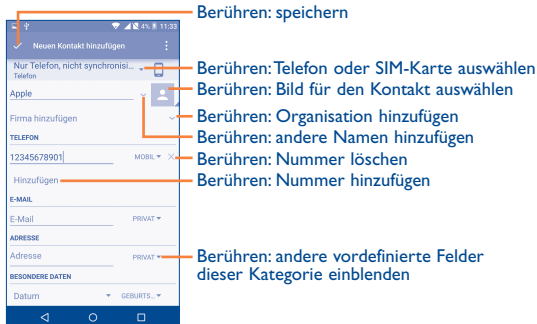 Berühren: speichern
4% 11:33
Neuen Kontakt hinzufügen
Nur Telefon, nicht synchronisi...
Telefon
Berühren: Telefon oder SIM-Karte auswählen
Apple
Berühren: Bild für den Kontakt auswählen
Firma hinzufügen
Berühren: Organisation hinzufügen
Berühren: andere Namen hinzufügen
TELEFON
12345678901 MOBIL
Berühren: Nummer löschen
Hinzufügen
Berühren: Nummer hinzufügen
E-MAIL
E-Mail PRIVAT
ADRESSE
Adresse PRIVAT
Berühren: andere vordefinierte Felder
dieser Kategorie einblenden
BESONDERE DATEN
Datum GEBURTS...